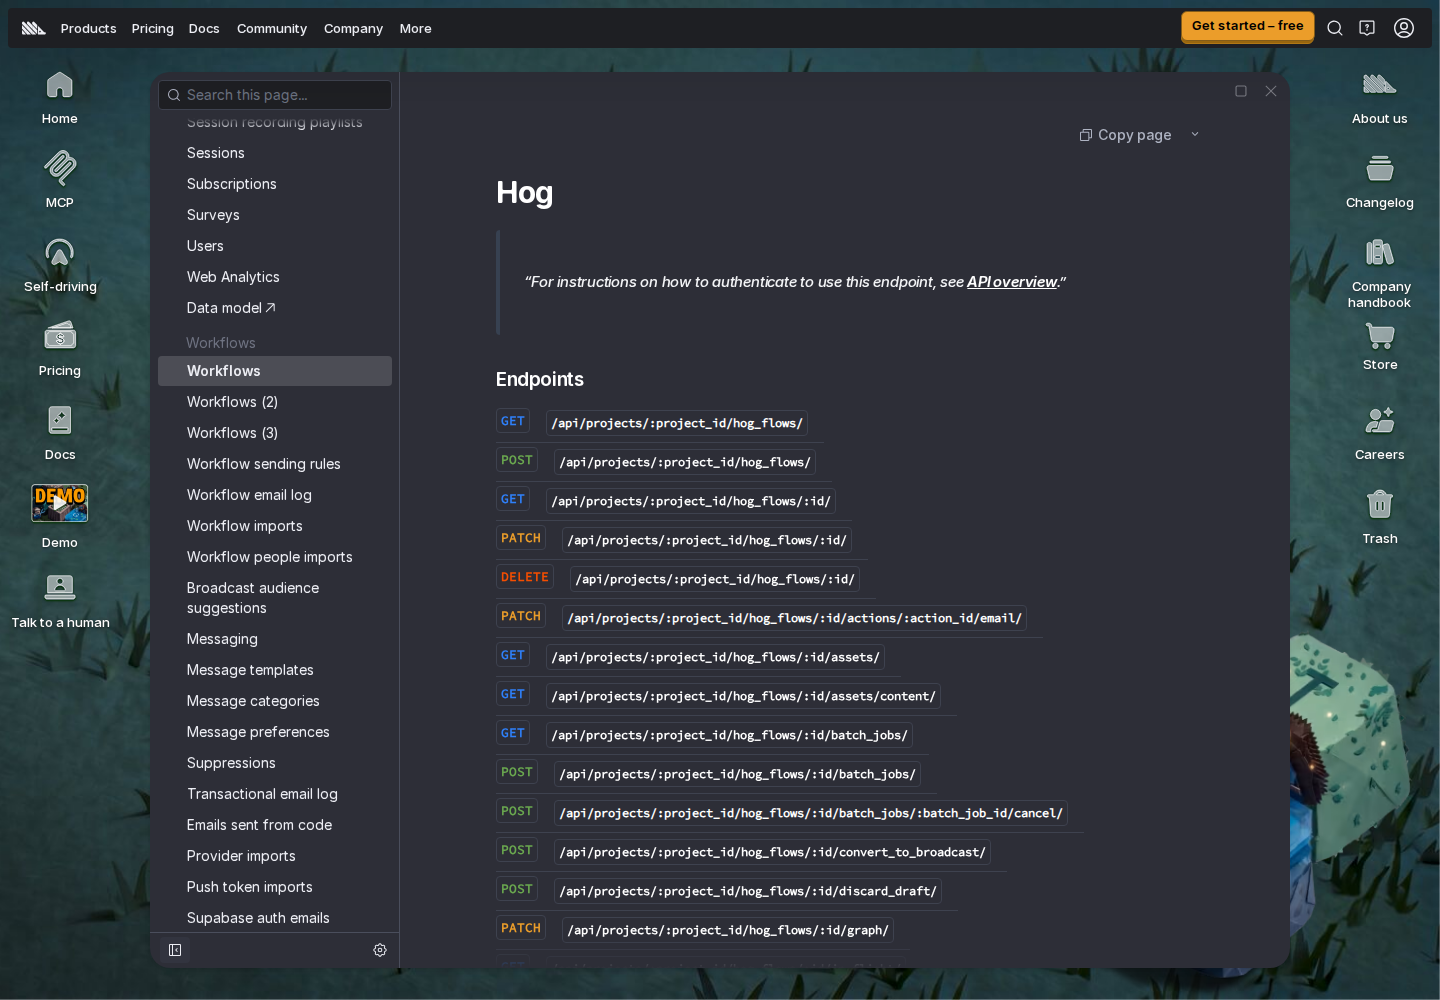 Products Pricing Docs Community Company More
Get started – free
Home
MCP
Self-driving
Pricing
Docs
DEMO
Demo
Talk to a human
Search this page...
Session recording playlists
Sessions
Subscriptions
Surveys
Users
Web Analytics
Data model
Workflows
Workflows
Workflows (2)
Workflows (3)
Workflow sending rules
Workflow email log
Workflow imports
Workflow people imports
Broadcast audience
suggestions
Messaging
Message templates
Message categories
Message preferences
Suppressions
Transactional email log
Emails sent from code
Provider imports
Push token imports
Supabase auth emails
Copy page
Hog
“For instructions on how to authenticate to use this endpoint, see API overview.”
Endpoints
GET /api/projects/:project_id/hog_flows/
POST /api/projects/:project_id/hog_flows/
GET /api/projects/:project_id/hog_flows/:id/
PATCH /api/projects/:project_id/hog_flows/:id/
DELETE /api/projects/:project_id/hog_flows/:id/
PATCH /api/projects/:project_id/hog_flows/:id/actions/:action_id/email/
GET /api/projects/:project_id/hog_flows/:id/assets/
GET /api/projects/:project_id/hog_flows/:id/assets/content/
GET /api/projects/:project_id/hog_flows/:id/batch_jobs/
POST /api/projects/:project_id/hog_flows/:id/batch_jobs/
POST /api/projects/:project_id/hog_flows/:id/batch_jobs/:batch_job_id/cancel/
POST /api/projects/:project_id/hog_flows/:id/convert_to_broadcast/
POST /api/projects/:project_id/hog_flows/:id/discard_draft/
PATCH /api/projects/:project_id/hog_flows/:id/graph/
About us
Changelog
Company
handbook
Store
Careers
Trash